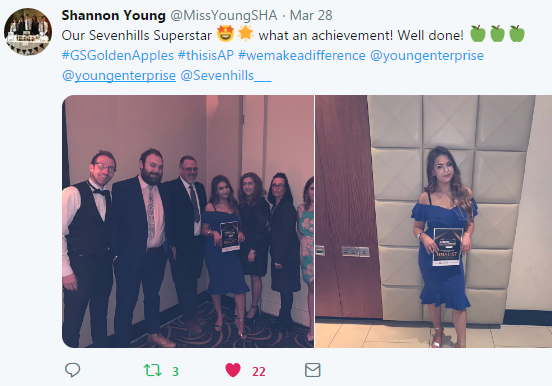 Shannon Young @MissYoungSHA · Mar 28
Our Sevenhills Superstar 🤩🌟 what an achievement! Well done! 🍏🍏🍏
#GSGoldenApples #thisisAP #wemakeadifference @youngenterprise
@youngenterprise @Sevenhills___
FINALIST
3
22